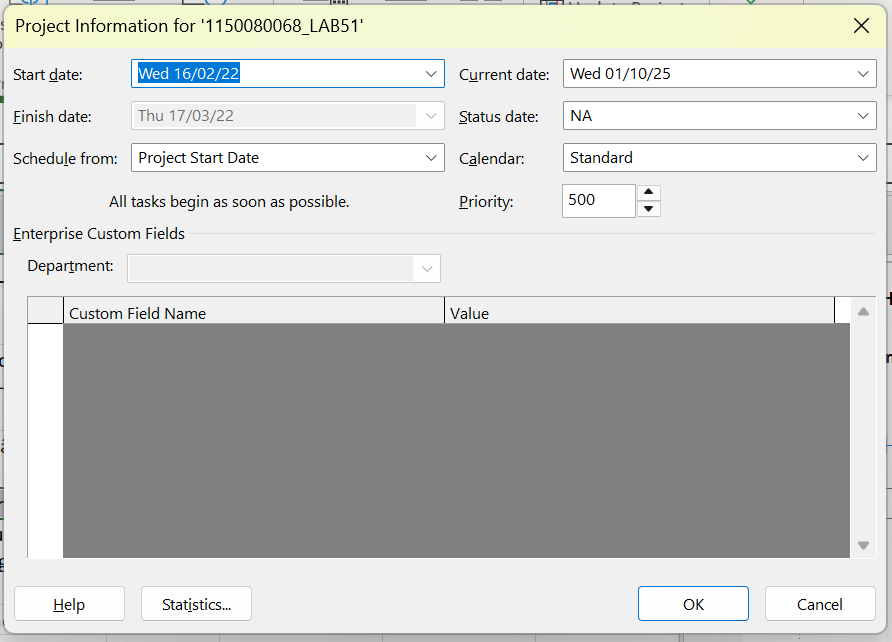 Project Information for '1150080068_LAB51'
Start date: Wed 16/02/22 Current date: Wed 01/10/25
Finish date: Thu 17/03/22 Status date: NA
Schedule from: Project Start Date Calendar: Standard
All tasks begin as soon as possible. Priority: 500
Enterprise Custom Fields
Department:
Custom Field Name Value
Help Statistics... OK Cancel